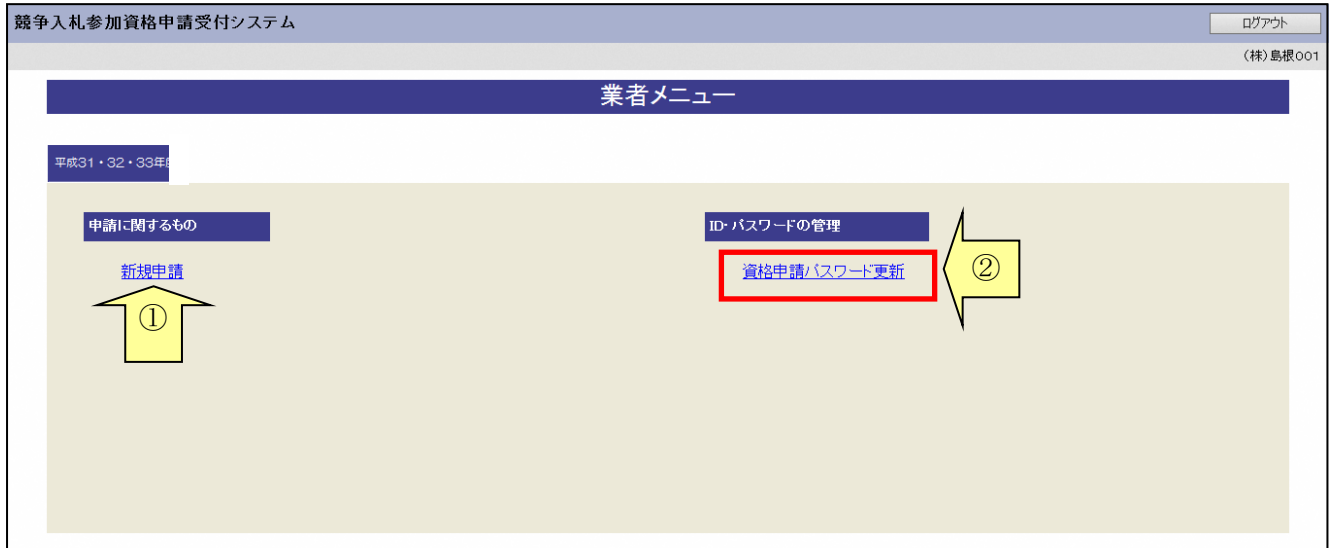 競争入札参加資格申請受付システム
ログアウト
(株)島根001
業者メニュー
平成31・32・33年
申請に関するもの
ID・パスワードの管理
新規申請
資格申請パスワード更新
①
②